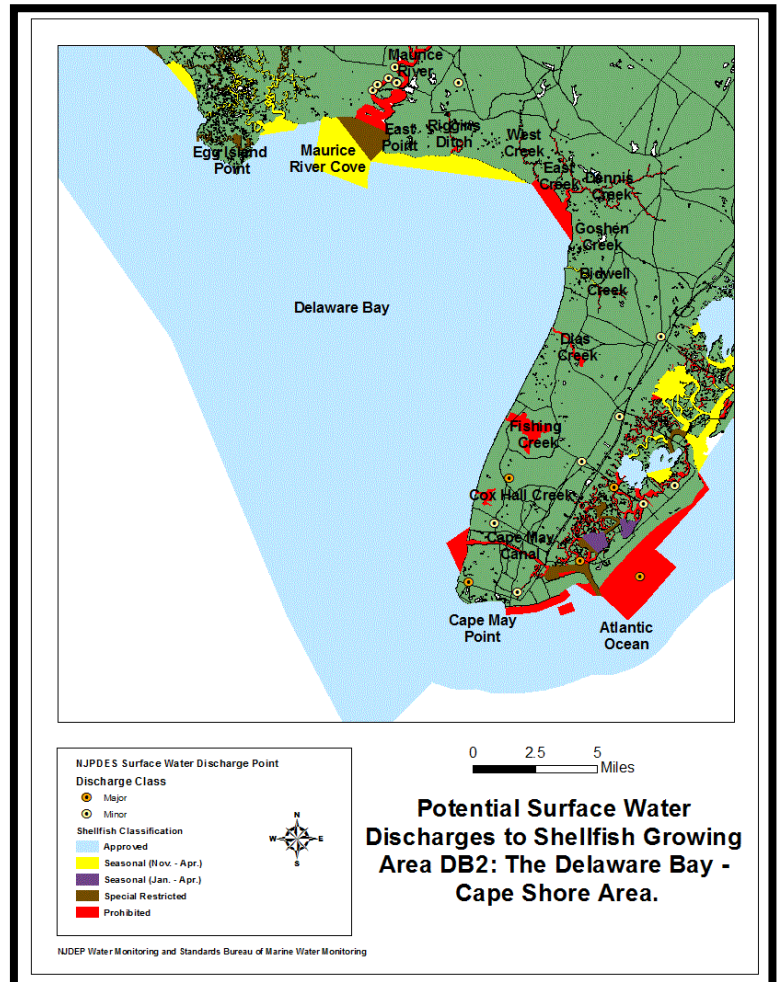 Maurice
River
Egg Island
Point
Maurice
River Cove
East
Point
Riggins
Ditch
West
Creek
East
Creek
Dennis
Creek
Goshen
Creek
Bidwell
Creek
Delaware Bay
Dias
Creek
Fishing
Creek
Cox Hall Creek
Cape May
Canal
Cape May
Point
Atlantic
Ocean
0 2.5 5
Miles
NJPDES Surface Water Discharge Point
Discharge Class
Major
Minor
Shellfish Classification
Approved
Seasonal (Nov. - Apr.)
Seasonal (Jan. - Apr.)
Special Restricted
Prohibited
N
W E
S
Potential Surface Water
Discharges to Shellfish Growing
Area DB2: The Delaware Bay -
Cape Shore Area.
NJDEP Water Monitoring and Standards Bureau of Marine Water Monitoring